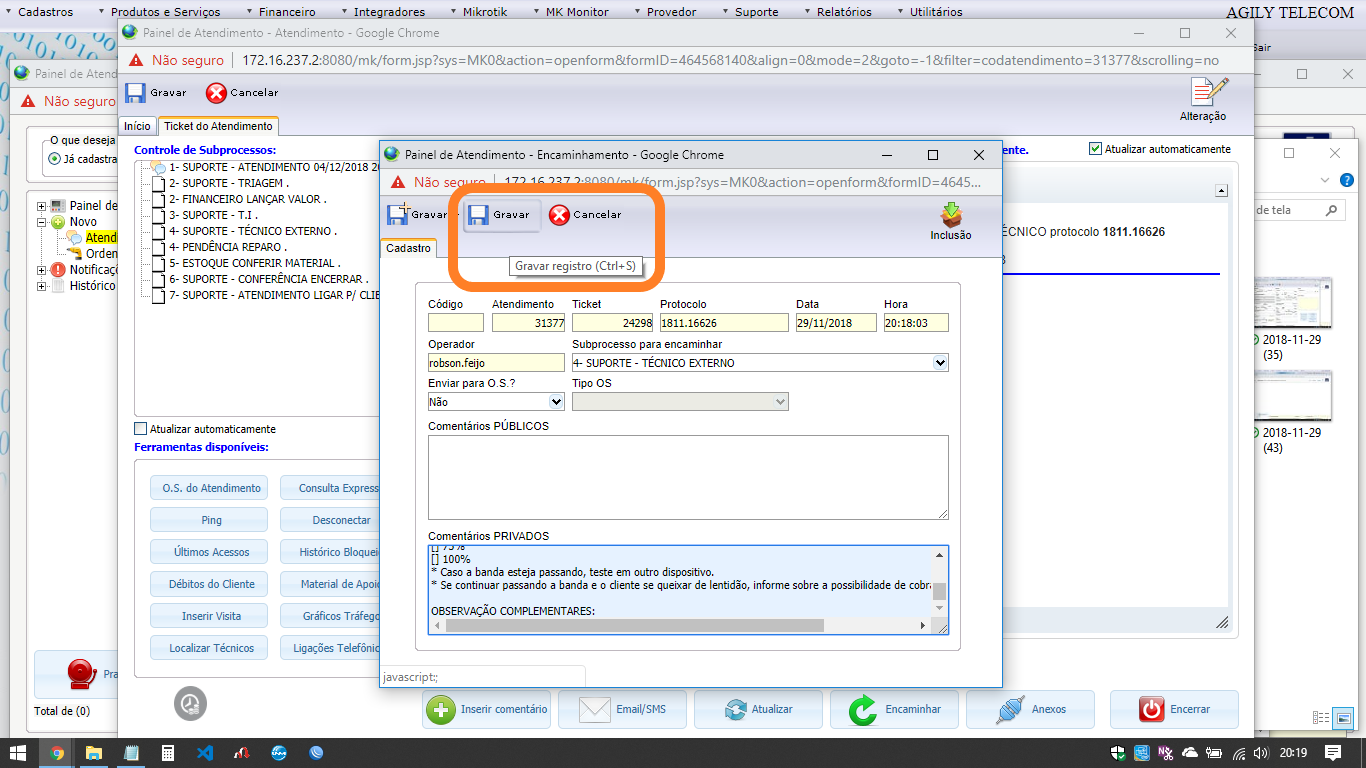 Cadastros Produtos e Serviços Financeiro Integradores Mikrotik MK Monitor Provedor Suporte Relatórios Utilitários AGILY TELECOM
Painel de Atendimento - Atendimento - Google Chrome
Sair
Não seguro 172.16.237.2:8080/mk/form.jsp?sys=MK0&action=openform&formID=464568140&align=0&mode=2&goto=-1&filter=codatendimento=31377&scrolling=no
Painel de Atend
Não seguro
Gravar Cancelar
Alteração
Início Ticket do Atendimento
O que deseja
Já cadastra
Controle de Subprocessos:
1- SUPORTE - ATENDIMENTO 04/12/2018 20
2- SUPORTE - TRIAGEM .
2- FINANCEIRO LANÇAR VALOR .
3- SUPORTE - T.I .
4- SUPORTE - TÉCNICO EXTERNO .
4- PENDÊNCIA REPARO .
5- ESTOQUE CONFERIR MATERIAL .
6- SUPORTE - CONFERÊNCIA ENCERRAR .
7- SUPORTE - ATENDIMENTO LIGAR P/ CLIE
ente.
Atualizar automaticamente
ÉCNICO protocolo 1811.16626
Painel de
Novo
Atendi
Orden
Notificaçõ
Histórico
Atualizar automaticamente
Ferramentas disponíveis:
O.S. do Atendimento Consulta Express
Ping Desconectar
Últimos Acessos Histórico Bloquei
Débitos do Cliente Material de Apoio
Inserir Visita Gráficos Tráfego
Localizar Técnicos Ligações Telefônic
Pra
Total de (0)
Painel de Atendimento - Encaminhamento - Google Chrome
Não seguro 172.16.237.2:8080/mk/form.jsp?sys=MK0&action=openform&formID=4645...
Gravar Gravar Cancelar
Inclusão
Cadastro
Gravar registro (Ctrl+S)
Código Atendimento Ticket Protocolo Data Hora
31377 24298 1811.16626 29/11/2018 20:18:03
Operador Subprocesso para encaminhar
robson.feijo 4- SUPORTE - TÉCNICO EXTERNO
Enviar para O.S.? Tipo OS
Não
Comentários PÚBLICOS
Comentários PRIVADOS
[] 75%
[] 100%
* Caso a banda esteja passando, teste em outro dispositivo.
* Se continuar passando a banda e o cliente se queixar de lentidão, informe sobre a possibilidade de cobra
OBSERVAÇÃO COMPLEMENTARES:
javascript:;
Inserir comentário Email/SMS Atualizar Encaminhar Anexos Encerrar
de tela
2018-11-29
(35)
2018-11-29
(43)
20:19